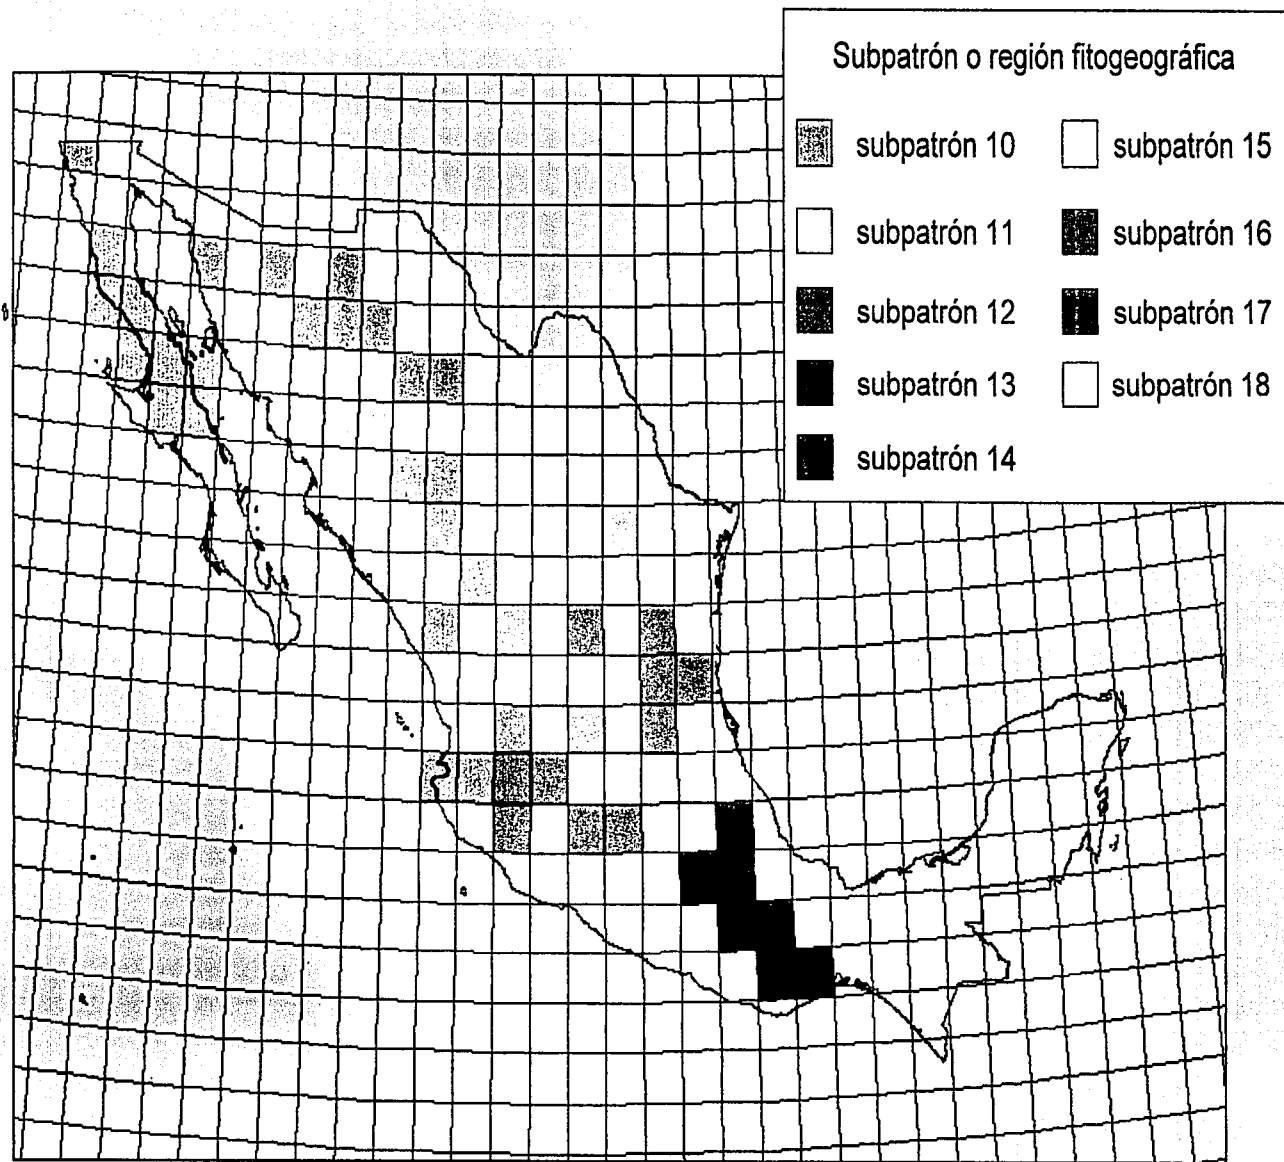 Subpatrón o región fitogeográfica
subpatrón 10
subpatrón 15
subpatrón 11
subpatrón 16
subpatrón 12
subpatrón 17
subpatrón 13
subpatrón 18
subpatrón 14